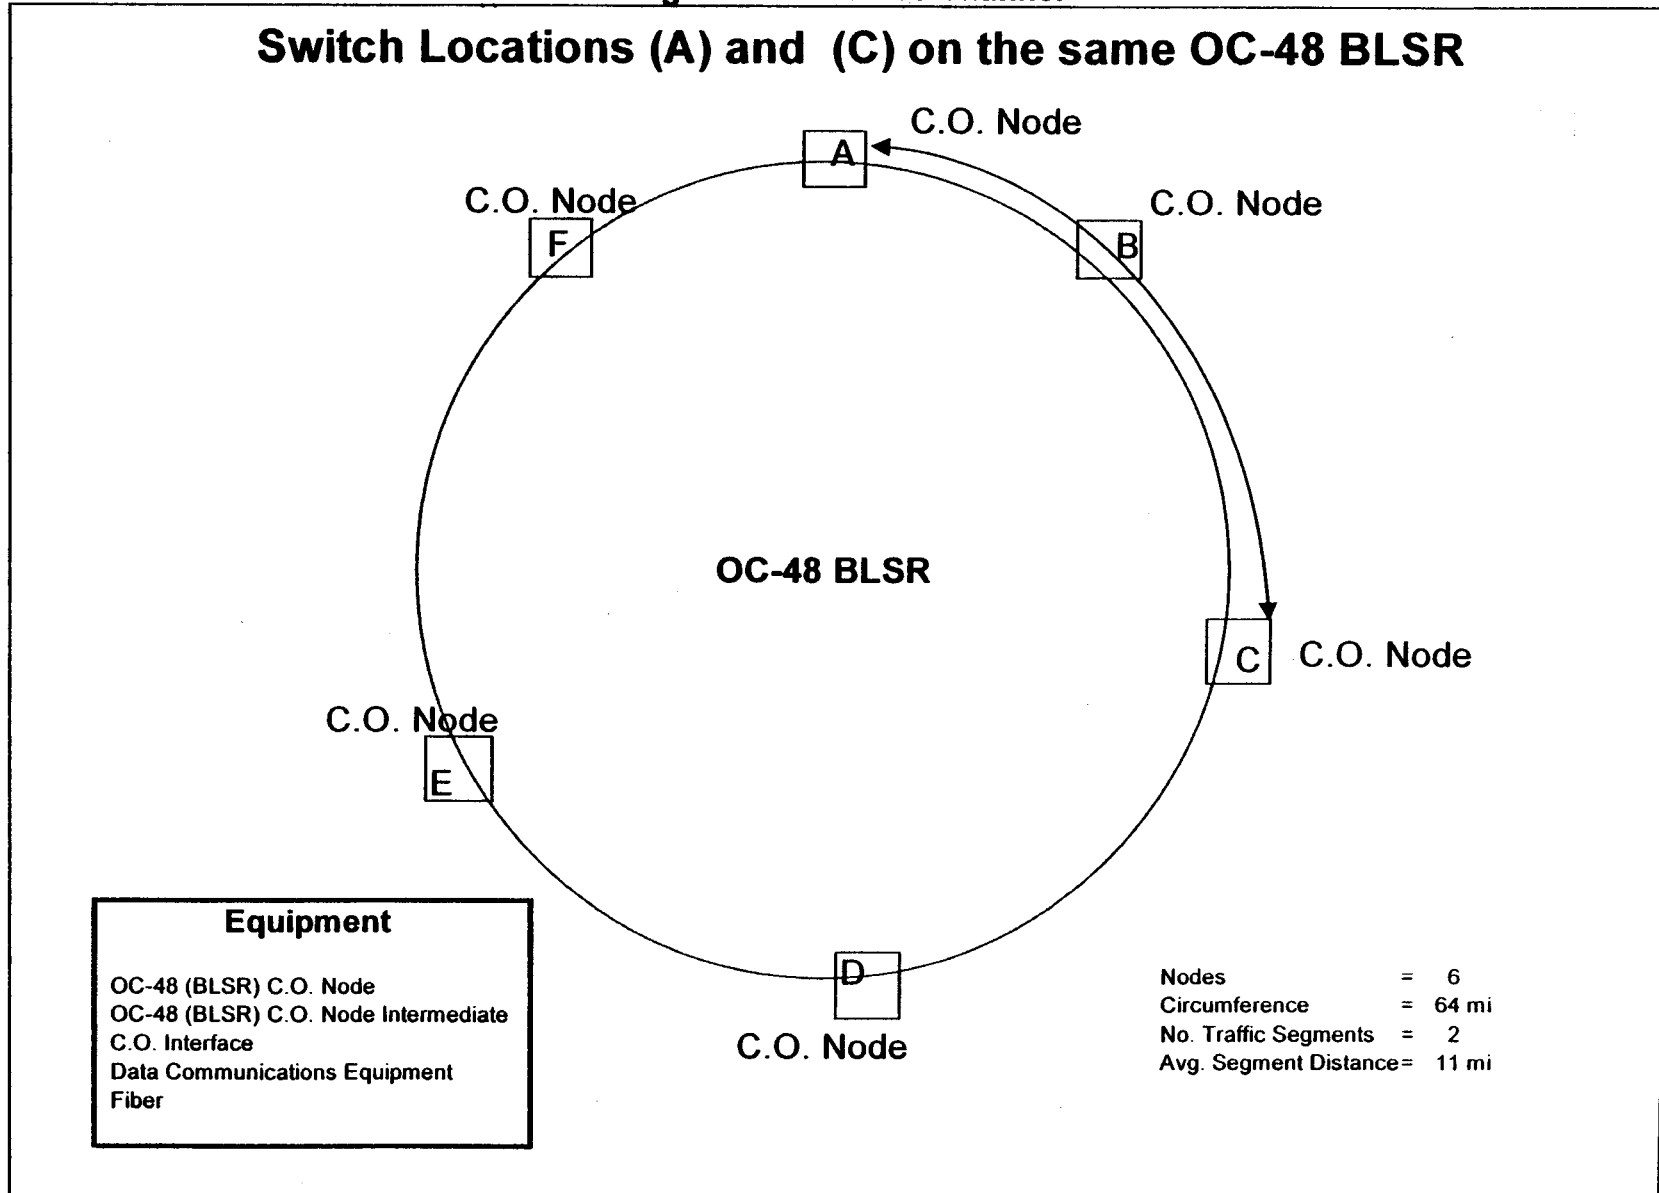 Switch Locations (A) and (C) on the same OC-48 BLSR
C.O. Node
A
C.O. Node
F
C.O. Node
B
OC-48 BLSR
C
C.O. Node
C.O. Node
E
D
C.O. Node
Equipment
OC-48 (BLSR) C.O. Node
OC-48 (BLSR) C.O. Node Intermediate
C.O. Interface
Data Communications Equipment
Fiber
Nodes = 6
Circumference = 64 mi
No. Traffic Segments = 2
Avg. Segment Distance= 11 mi